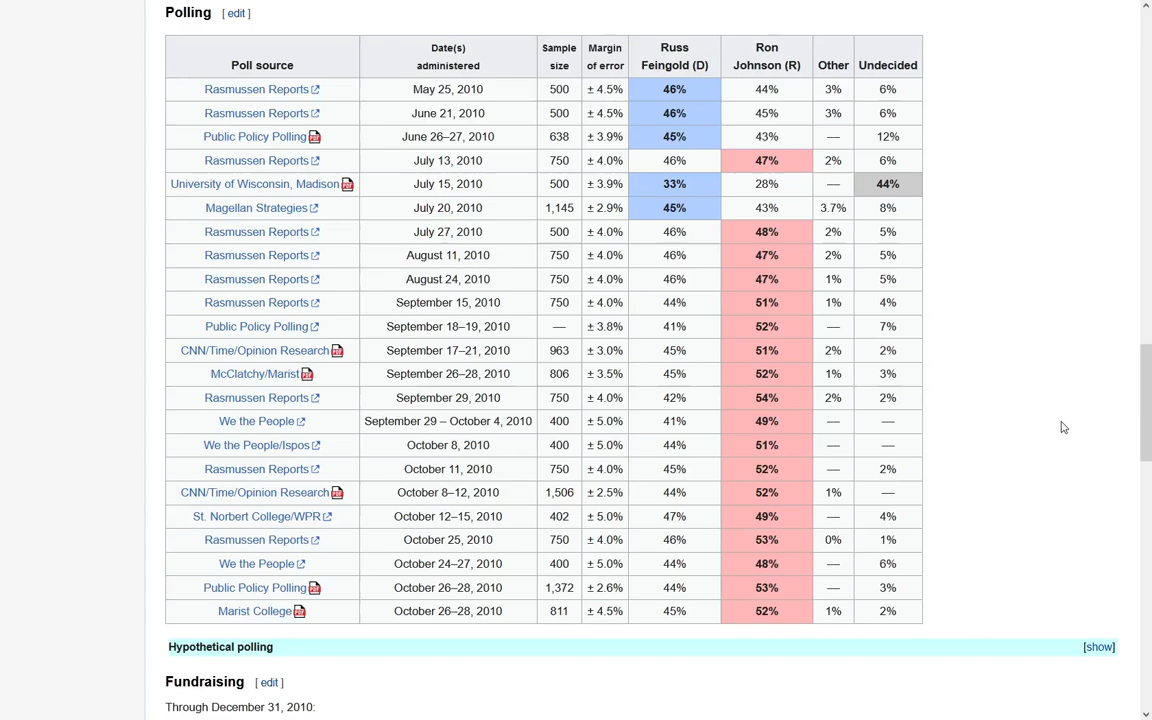 Polling [ edit ]
Poll source Date(s) administered Sample size Margin of error Russ Feingold (D) Ron Johnson (R) Other Undecided
Rasmussen Reports May 25, 2010 500 ± 4.5% 46% 44% 3% 6%
Rasmussen Reports June 21, 2010 500 ± 4.5% 46% 45% 3% 6%
Public Policy Polling June 26–27, 2010 638 ± 3.9% 45% 43% — 12%
Rasmussen Reports July 13, 2010 750 ± 4.0% 46% 47% 2% 6%
University of Wisconsin, Madison July 15, 2010 500 ± 3.9% 33% 28% — 44%
Magellan Strategies July 20, 2010 1,145 ± 2.9% 45% 43% 3.7% 8%
Rasmussen Reports July 27, 2010 500 ± 4.0% 46% 48% 2% 5%
Rasmussen Reports August 11, 2010 750 ± 4.0% 46% 47% 2% 5%
Rasmussen Reports August 24, 2010 750 ± 4.0% 46% 47% 1% 5%
Rasmussen Reports September 15, 2010 750 ± 4.0% 44% 51% 1% 4%
Public Policy Polling September 18–19, 2010 — ± 3.8% 41% 52% — 7%
CNN/Time/Opinion Research September 17–21, 2010 963 ± 3.0% 45% 51% 2% 2%
McClatchy/Marist September 26–28, 2010 806 ± 3.5% 45% 52% 1% 3%
Rasmussen Reports September 29, 2010 750 ± 4.0% 42% 54% 2% 2%
We the People September 29 – October 4, 2010 400 ± 5.0% 41% 49% — —
We the People/Ispos October 8, 2010 400 ± 5.0% 44% 51% — —
Rasmussen Reports October 11, 2010 750 ± 4.0% 45% 52% — 2%
CNN/Time/Opinion Research October 8–12, 2010 1,506 ± 2.5% 44% 52% 1% —
St. Norbert College/WPR October 12–15, 2010 402 ± 5.0% 47% 49% — 4%
Rasmussen Reports October 25, 2010 750 ± 4.0% 46% 53% 0% 1%
We the People October 24–27, 2010 400 ± 5.0% 44% 48% — 6%
Public Policy Polling October 26–28, 2010 1,372 ± 2.6% 44% 53% — 3%
Marist College October 26–28, 2010 811 ± 4.5% 45% 52% 1% 2%
Hypothetical polling [show]
Fundraising [ edit ]
Through December 31, 2010: